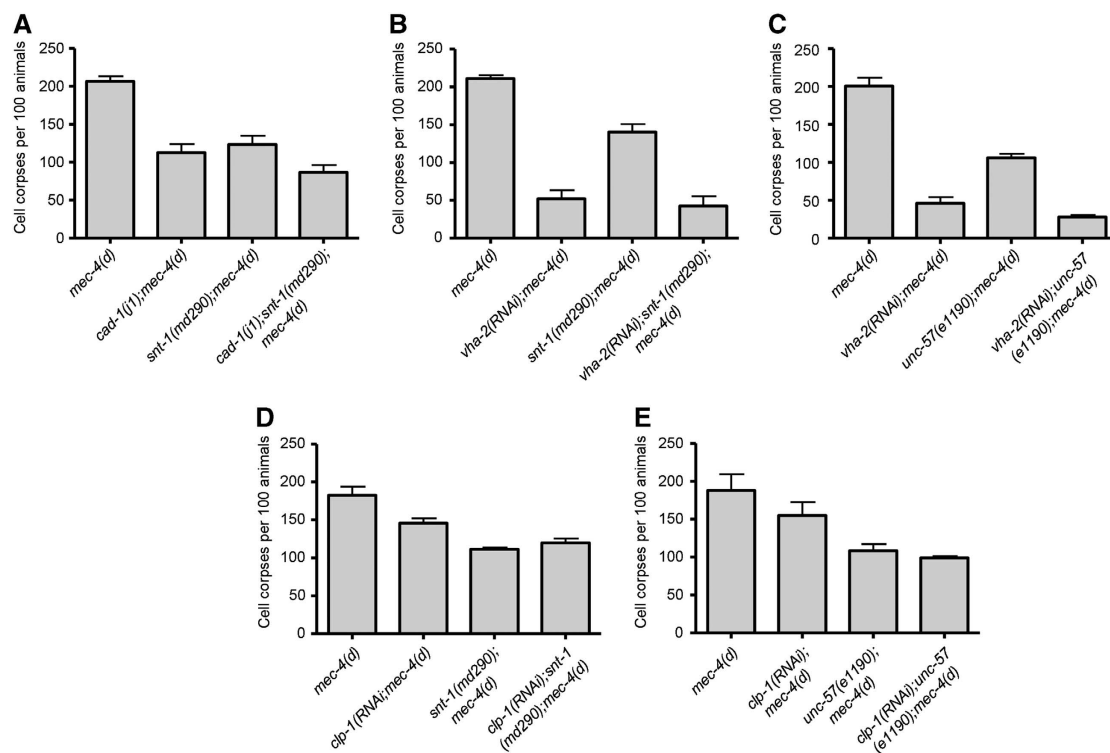 A
Cell corpses per 100 animals
250
200
150
100
50
0
mec-4(d)
cad-1(j1);mec-4(d)
snt-1(md290);mec-4(d)
cad-1(j1);snt-1(md290);
mec-4(d)
B
Cell corpses per 100 animals
250
200
150
100
50
0
mec-4(d)
vha-2(RNAi);mec-4(d)
snt-1(md290);mec-4(d)
vha-2(RNAi);snt-1(md290);
mec-4(d)
C
Cell corpses per 100 animals
250
200
150
100
50
0
mec-4(d)
vha-2(RNAi);mec-4(d)
unc-57(e1190);mec-4(d)
vha-2(RNAi);unc-57
(e1190);mec-4(d)
D
Cell corpses per 100 animals
250
200
150
100
50
0
mec-4(d)
clp-1(RNAi;mec-4(d)
snt-1(md290);
mec-4(d)
clp-1(RNAi);snt-1
(md290);mec-4(d)
E
Cell corpses per 100 animals
250
200
150
100
50
0
mec-4(d)
clp-1(RNAi);
mec-4(d)
unc-57(e1190);
mec-4(d)
clp-1(RNAi);unc-57
(e1190);mec-4(d)